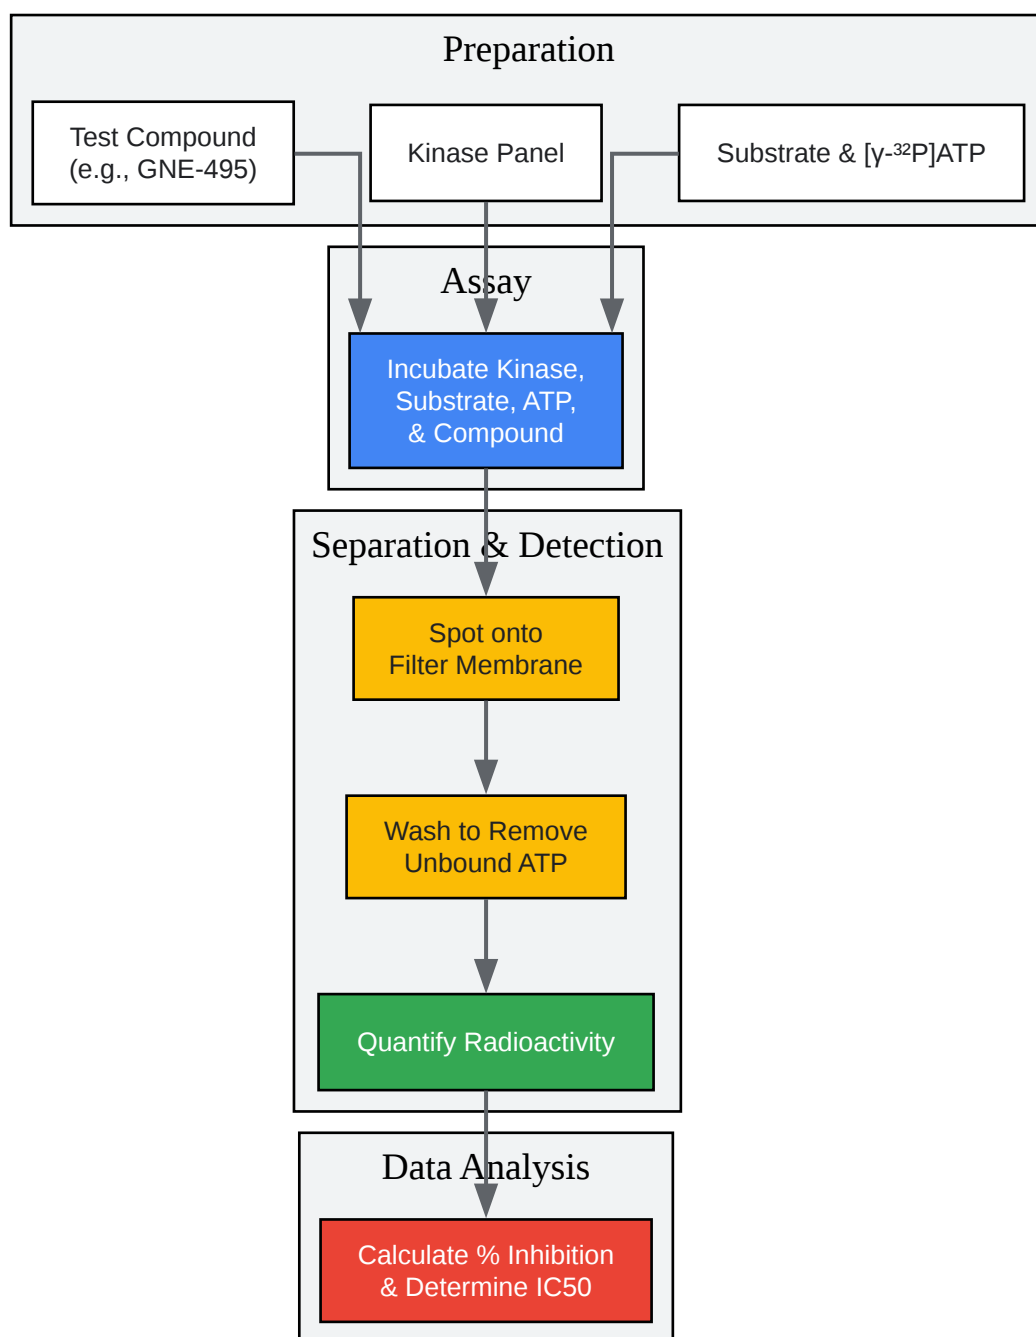 Preparation
Test Compound
(e.g., GNE-495)
Kinase Panel
Substrate & [γ-³²P]ATP
Assay
Incubate Kinase,
Substrate, ATP,
& Compound
Separation & Detection
Spot onto
Filter Membrane
Wash to Remove
Unbound ATP
Quantify Radioactivity
Data Analysis
Calculate % Inhibition
& Determine IC50